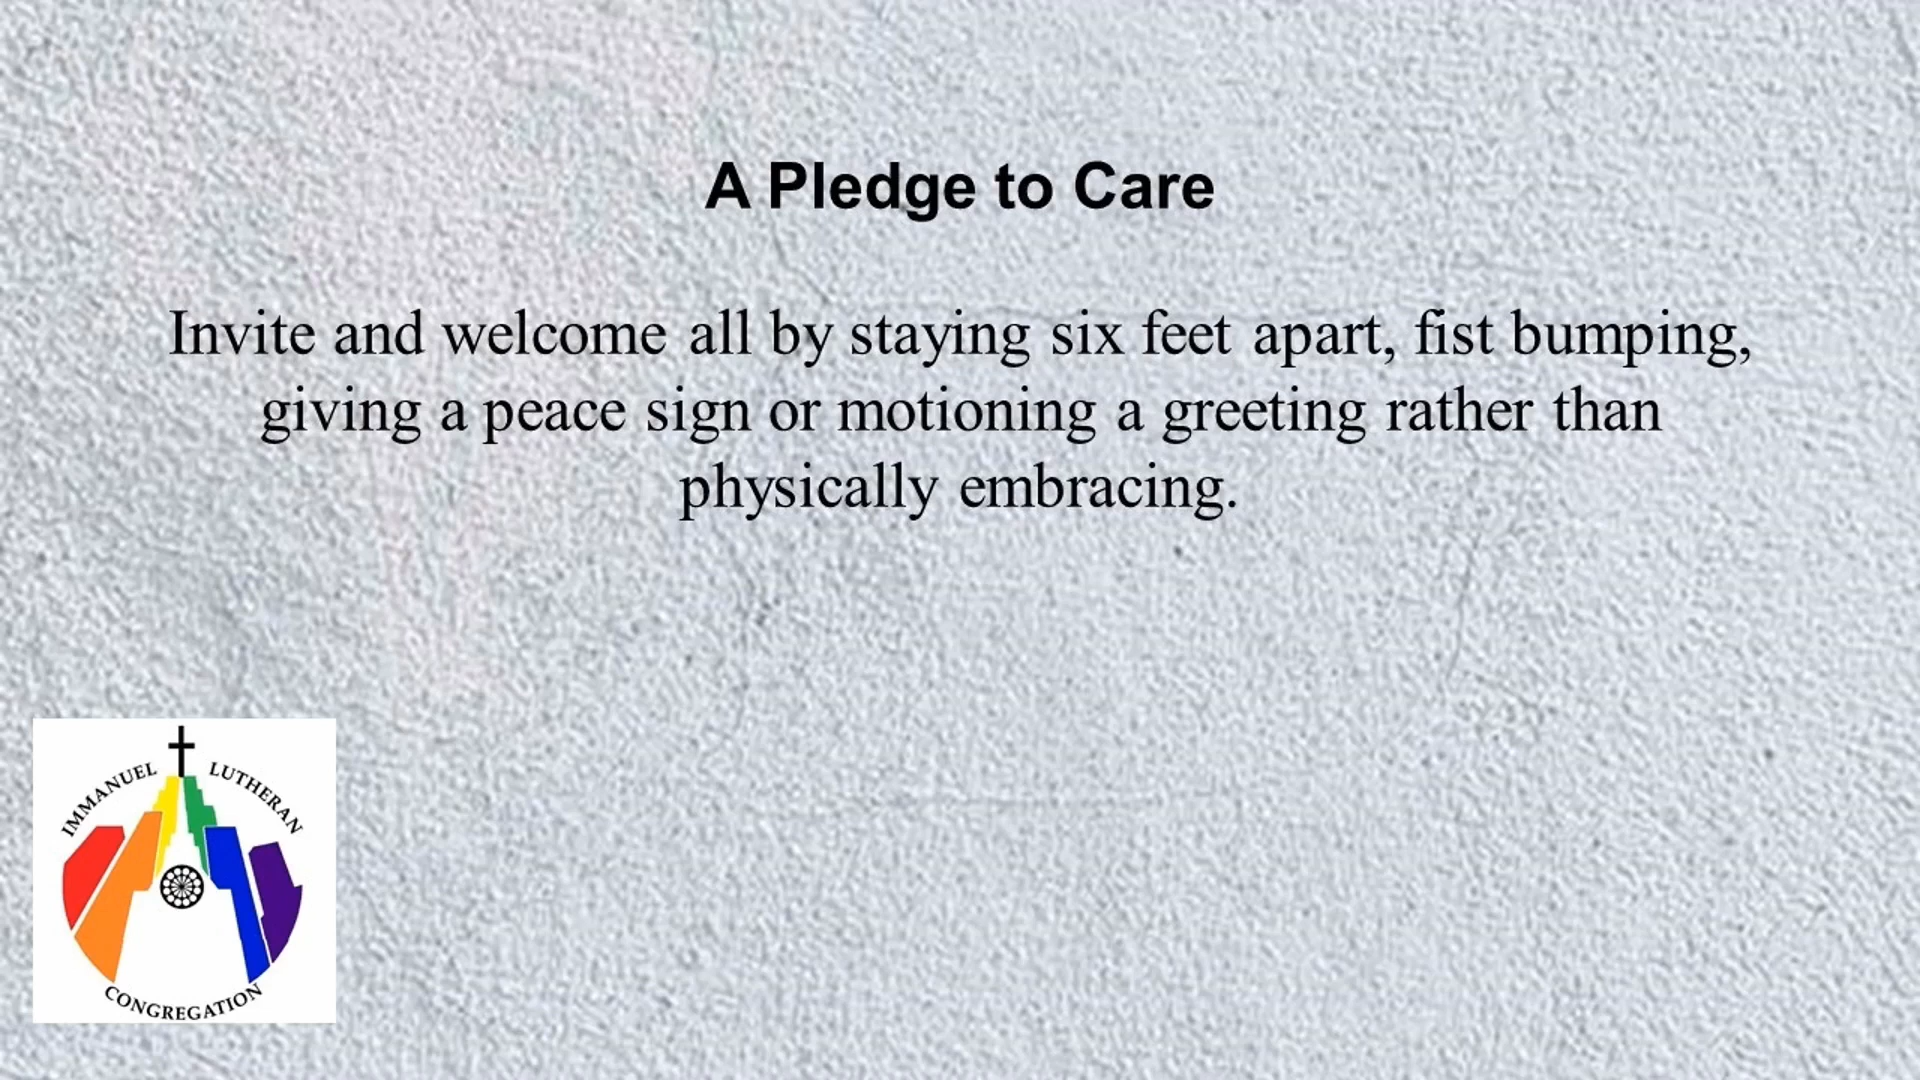 A Pledge to Care
Invite and welcome all by staying six feet apart, fist bumping,
giving a peace sign or motioning a greeting rather than
physically embracing.
IMMANUEL LUTHERAN
CONGREGATION